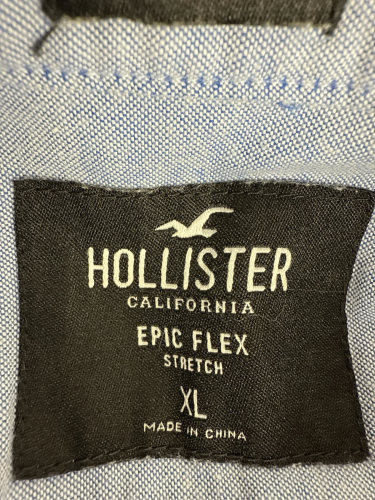 HOLLISTER
CALIFORNIA
EPIC FLEX
STRETCH
XL
MADE IN CHINA